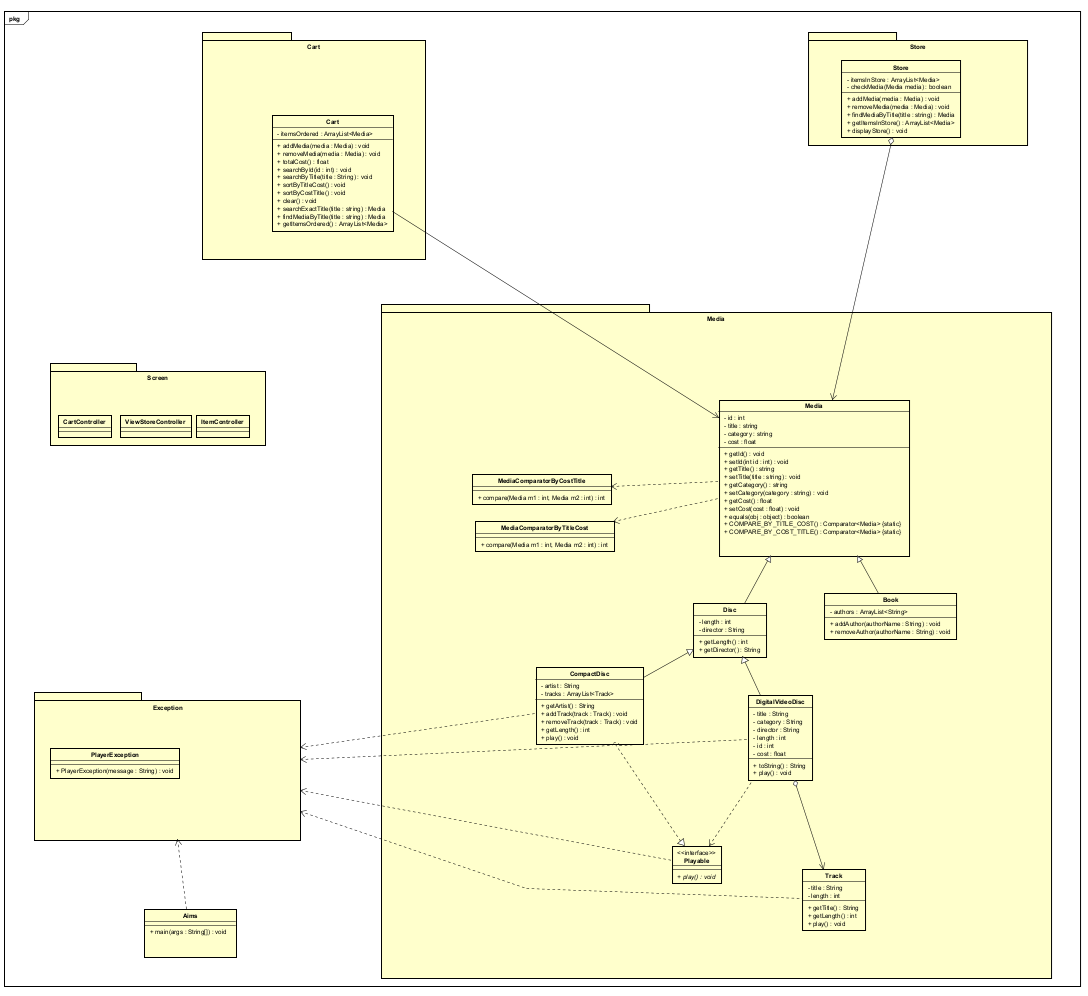 pkg
Cart
Cart
- itemsOrdered : ArrayList<Media>
+ addMedia(media : Media) : void
+ removeMedia(media : Media) : void
+ totalCost() : float
+ searchById(id : int) : void
+ searchByTitle(title : String) : void
+ sortByTitleCost() : void
+ sortByCostTitle() : void
+ clear() : void
+ searchExactTitle(title : string) : Media
+ findMediaByTitle(title : string) : Media
+ getItemsOrdered() : ArrayList<Media>
Store
Store
- itemsInStore : ArrayList<Media>
- checkMedia(Media media) : boolean
+ addMedia(media : Media) : void
+ removeMedia(media : Media) : void
+ findMediaByTitle(title : string) : Media
+ getItemsInStore() : ArrayList<Media>
+ displayStore() : void
Screen
CartController
ViewStoreController
ItemController
Media
Media
- id : int
- title : string
- category : string
- cost : float
+ getId() : void
+ setId(int id : int) : void
+ getTitle() : string
+ setTitle(title : string) : void
+ getCategory() : string
+ setCategory(category : string) : void
+ getCost() : float
+ setCost(cost : float) : void
+ equals(obj : object) : boolean
+ COMPARE_BY_TITLE_COST() : Comparator<Media> {static}
+ COMPARE_BY_COST_TITLE() : Comparator<Media> {static}
MediaComparatorByCostTitle
+ compare(Media m1 : int, Media m2 : int) : int
MediaComparatorByTitleCost
+ compare(Media m1 : int, Media m2 : int) : int
Disc
- length : int
- director : String
+ getLength() : int
+ getDirector() : String
Book
- authors : ArrayList<String>
+ addAuthor(authorName : String) : void
+ removeAuthor(authorName : String) : void
CompactDisc
- artist : String
- tracks : ArrayList<Track>
+ getArtist() : String
+ addTrack(track : Track) : void
+ removeTrack(track : Track) : void
+ getLength() : int
+ play() : void
DigitalVideoDisc
- title : String
- category : String
- director : String
- length : int
- id : int
- cost : float
+ toString() : String
+ play() : void
<<interface>>
Playable
+ play() : void
Track
- title : String
- length : int
+ getTitle() : String
+ getLength() : int
+ play() : void
Exception
PlayerException
+ PlayerException(message : String) : void
Aims
+ main(args : String[]) : void